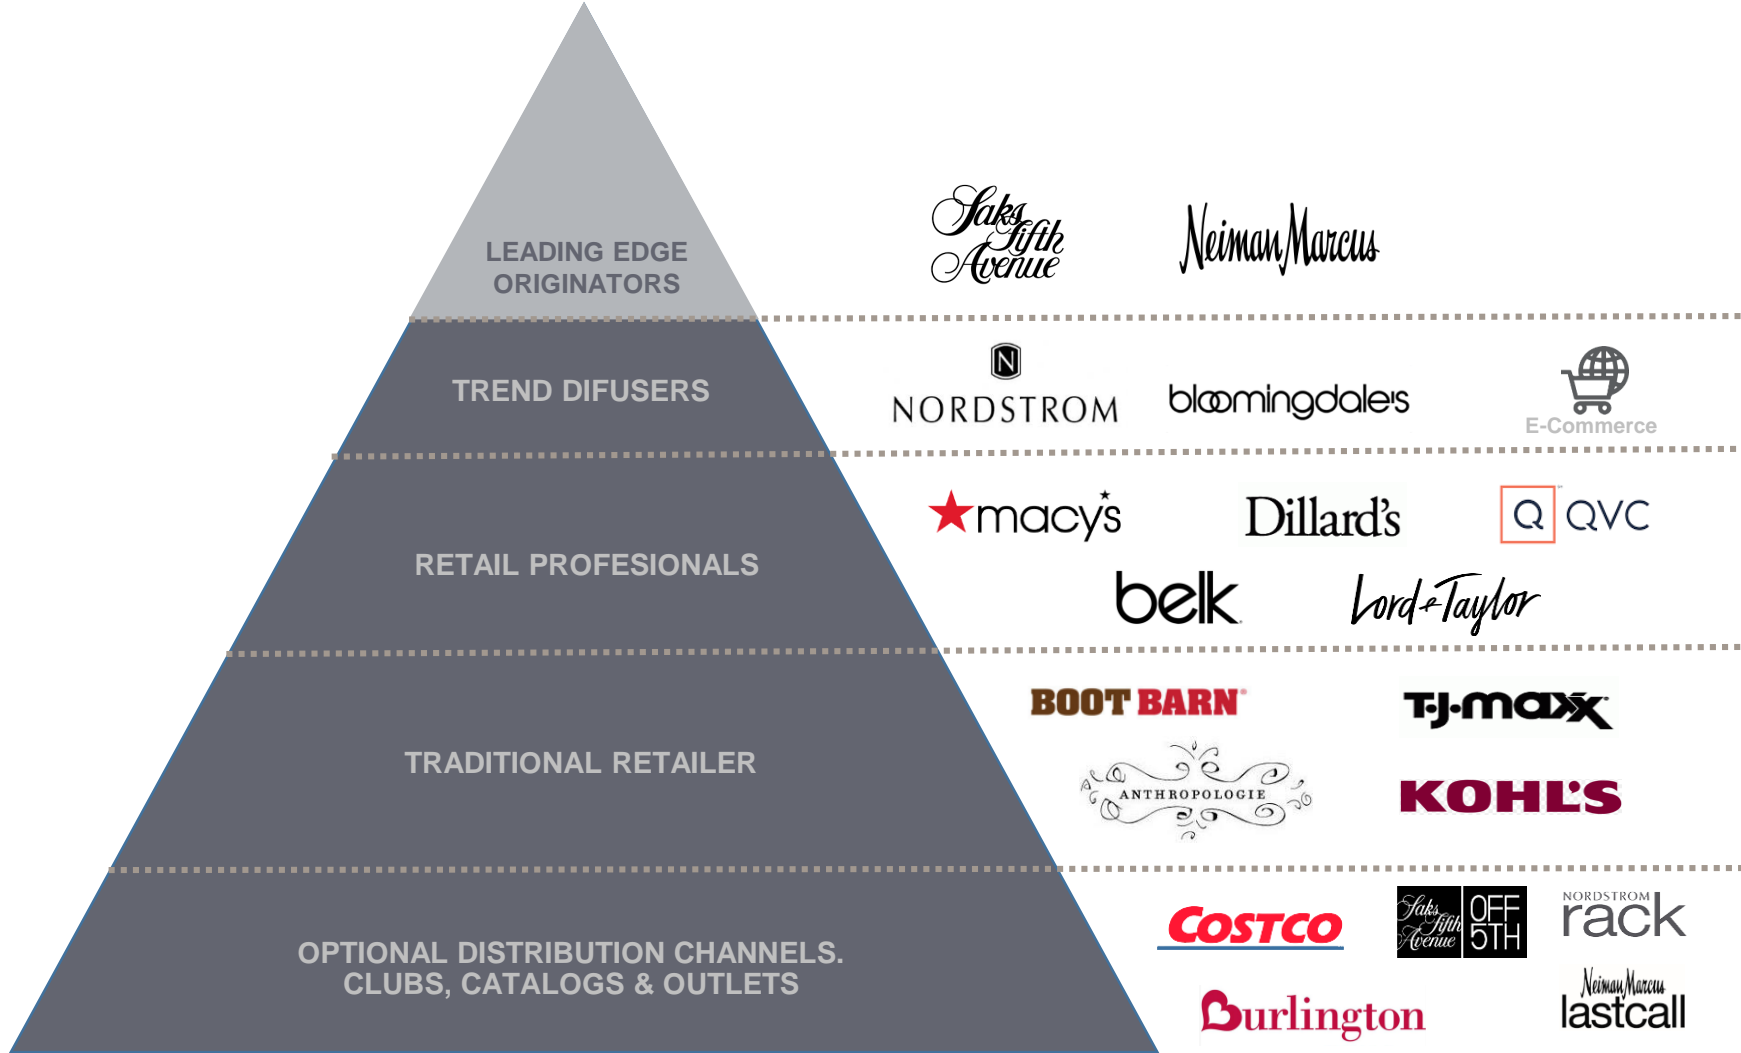 LEADING EDGE
ORIGINATORS
Saks
fifth
Avenue
Neiman Marcus
TREND DIFUSERS
N
NORDSTROM
bloomingdale's
E-Commerce
RETAIL PROFESIONALS
macy's
Dillard's
Q QVC
belk
Lord & Taylor
TRADITIONAL RETAILER
BOOT BARN
T.J.maxx
ANTHROPOLOGIE
KOHL'S
OPTIONAL DISTRIBUTION CHANNELS.
CLUBS, CATALOGS & OUTLETS
COSTCO
Saks
fifth
Avenue
OFF
5TH
NORDSTROM
rack
Burlington
Neiman Marcus
lastcall